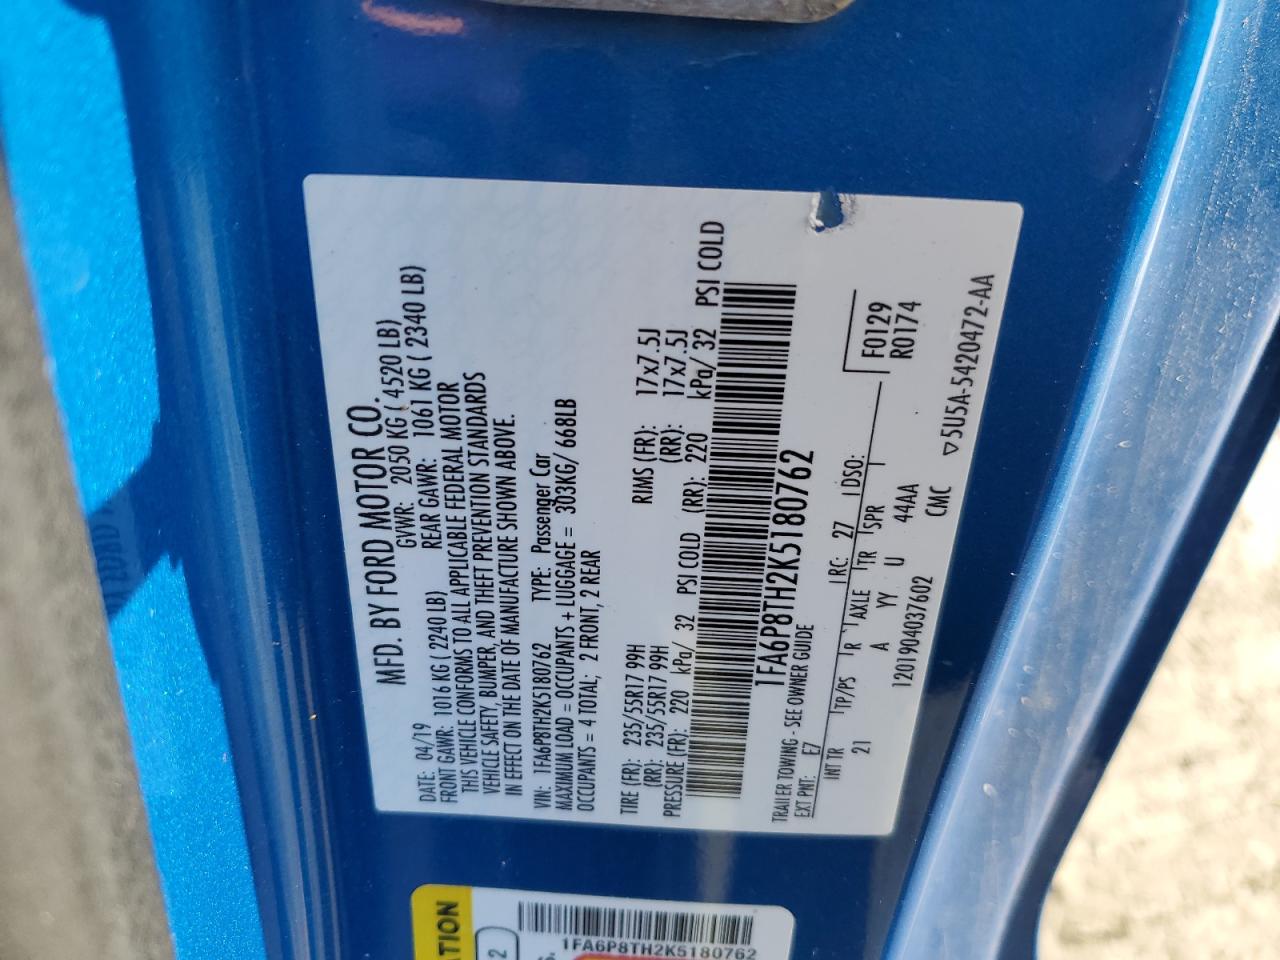 MFD. BY FORD MOTOR CO.
DATE: 04/19 GVWR: 2050 KG ( 4520 LB)
FRONT GAWR: 1016 KG ( 2240LB) REAR GAWR: 1061 KG ( 2340 LB)
THIS VEHICLE CONFORMS TO ALL APPLICABLE FEDERAL MOTOR
VEHICLE SAFETY, BUMPER, AND THEFT PREVENTION STANDARDS
IN EFFECT ON THE DATE OF MANUFACTURE SHOWN ABOVE.
VIN: 1FA6P8TH2K5180762 TYPE: Passenger Car
MAXIMUM LOAD = OCCUPANTS + LUGGAGE = 303KG/ 668LB
OCCUPANTS = 4 TOTAL; 2 FRONT, 2 REAR
TIRE (FR): 235/55R17 99H RIMS (FR): 17x7.5J
(RR): 235/55R17 99H (RR): 17x7.5J
PRESSURE (FR): 220 kPa/ 32 PSI COLD (RR): 220 kPa/ 32 PSI COLD
1FA6P8TH2K5180762
TRAILER TOWING - SEE OWNER GUIDE
EXT PNT: E7 RC: 27 DSO: F0129
R0174
INT TR TP/PS R AXLE TR SPR
21 A YY U 44AA
1201904037602 CMC ▽5U5A-5420472-AA
ATION
2
1FA6P8TH2K5180762